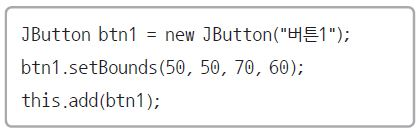 JButton btn1 = new JButton("버튼1");
btn1.setBounds(50, 50, 70, 60);
this.add(btn1);